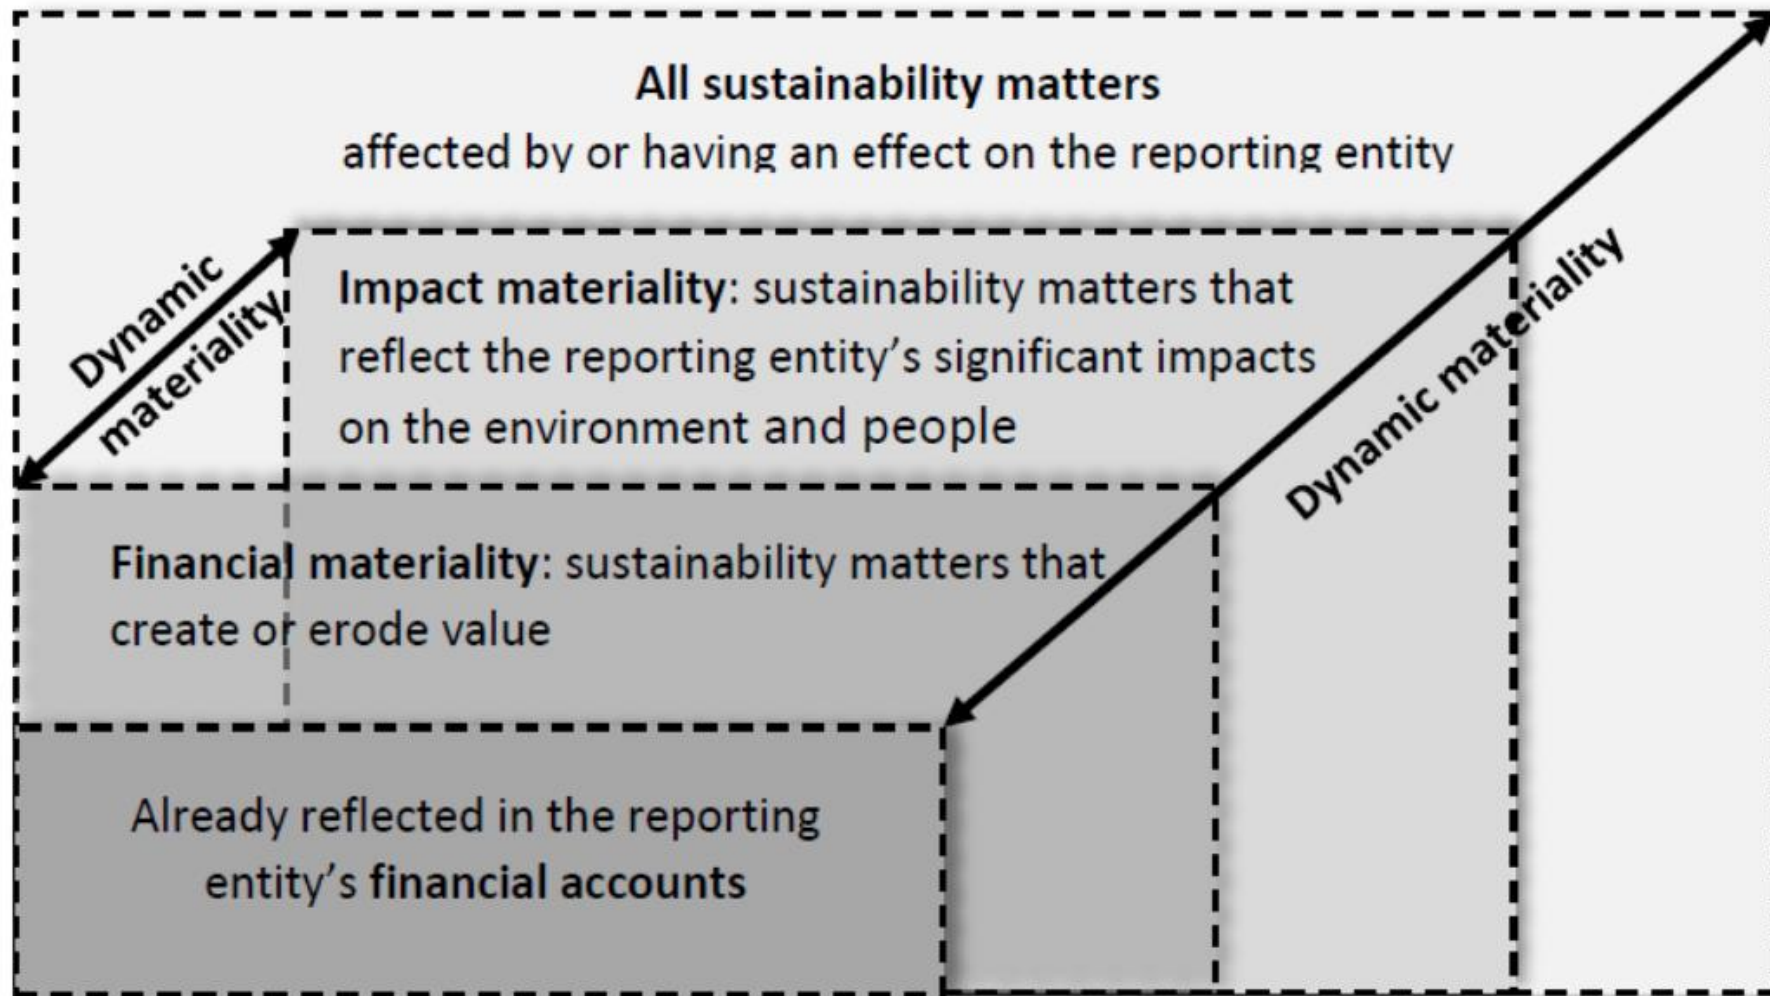 All sustainability matters
affected by or having an effect on the reporting entity
Dynamic
materiality
Impact materiality: sustainability matters that
reflect the reporting entity’s significant impacts
on the environment and people
Dynamic materiality
Financial materiality: sustainability matters that
create or erode value
Already reflected in the reporting
entity’s financial accounts